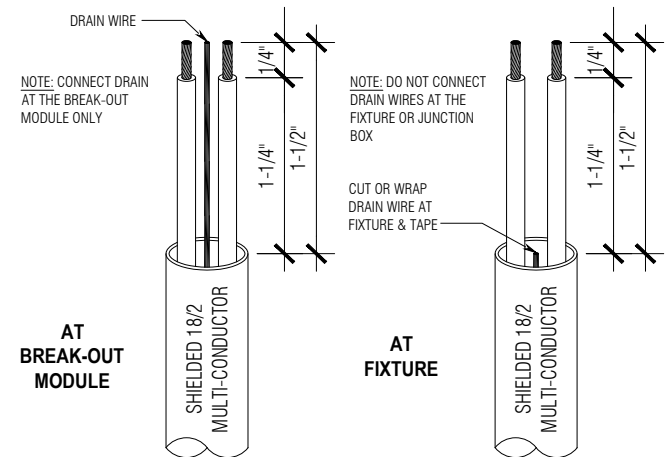 DRAIN WIRE
NOTE: CONNECT DRAIN
AT THE BREAK-OUT
MODULE ONLY
1/4"
1-1/4"
1-1/2"
SHIELDED 18/2
MULTI-CONDUCTOR
AT
BREAK-OUT
MODULE
NOTE: DO NOT CONNECT
DRAIN WIRES AT THE
FIXTURE OR JUNCTION
BOX
CUT OR WRAP
DRAIN WIRE AT
FIXTURE & TAPE
1/4"
1-1/4"
1-1/2"
SHIELDED 18/2
MULTI-CONDUCTOR
AT
FIXTURE